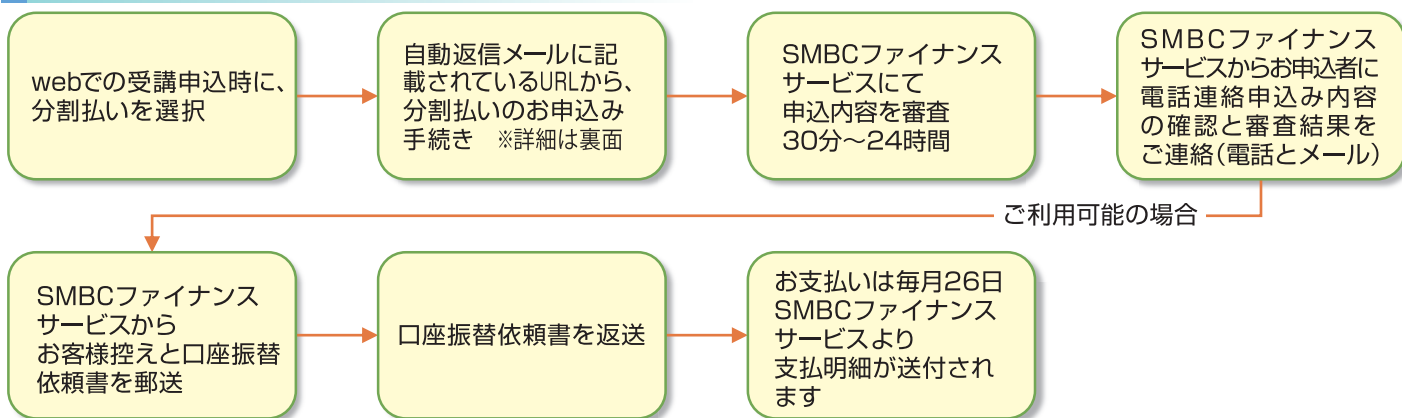 webでの受講申込時に、
分割払いを選択
自動返信メールに記
載されているURLから、
分割払いのお申込み
手続き　※詳細は裏面
SMBCファイナンス
サービスにて
申込内容を審査
30分〜24時間
SMBCファイナンス
サービスからお申込者に
電話連絡申込み内容
の確認と審査結果を
ご連絡(電話とメール)
ご利用可能の場合
SMBCファイナンス
サービスから
お客様控えと口座振替
依頼書を郵送
口座振替依頼書を返送
お支払いは毎月26日
SMBCファイナンス
サービスより
支払明細が送付され
ます